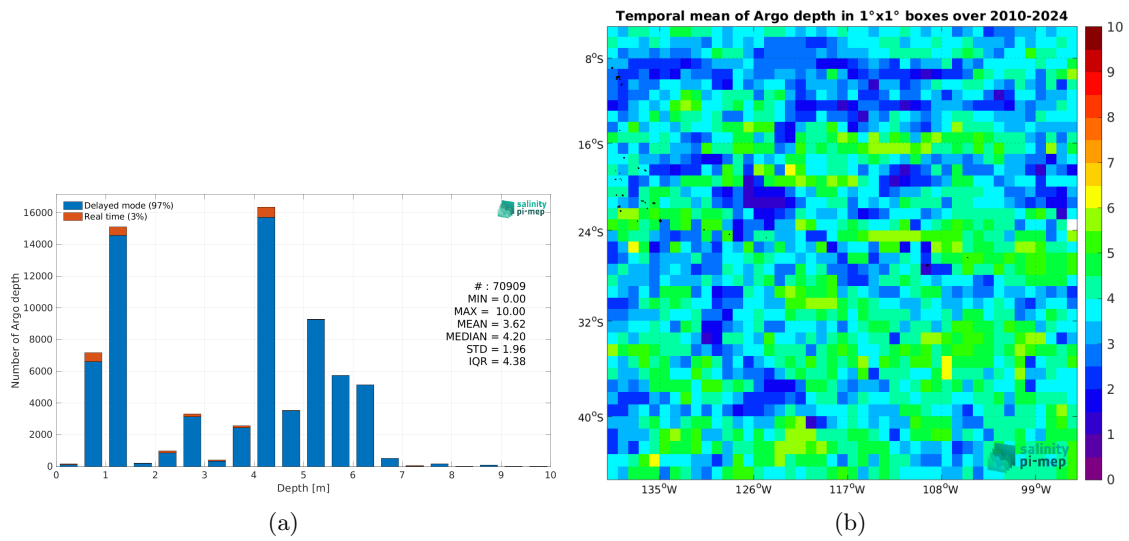 Delayed mode (97%)
Real time (3%)
salinity
pi-mep
Number of Argo depth
16000
14000
12000
10000
8000
6000
4000
2000
0
# : 70909
MIN = 0.00
MAX = 10.00
MEAN = 3.62
MEDIAN = 4.20
STD = 1.96
IQR = 4.38
0 1 2 3 4 5 6 7 8 9 10
Depth [m]
(a)
Temporal mean of Argo depth in 1°x1° boxes over 2010-2024
8°S
16°S
24°S
32°S
40°S
135°W 126°W 117°W 108°W 99°W
salinity
pi-mep
10
9
8
7
6
5
4
3
2
1
0
(b)